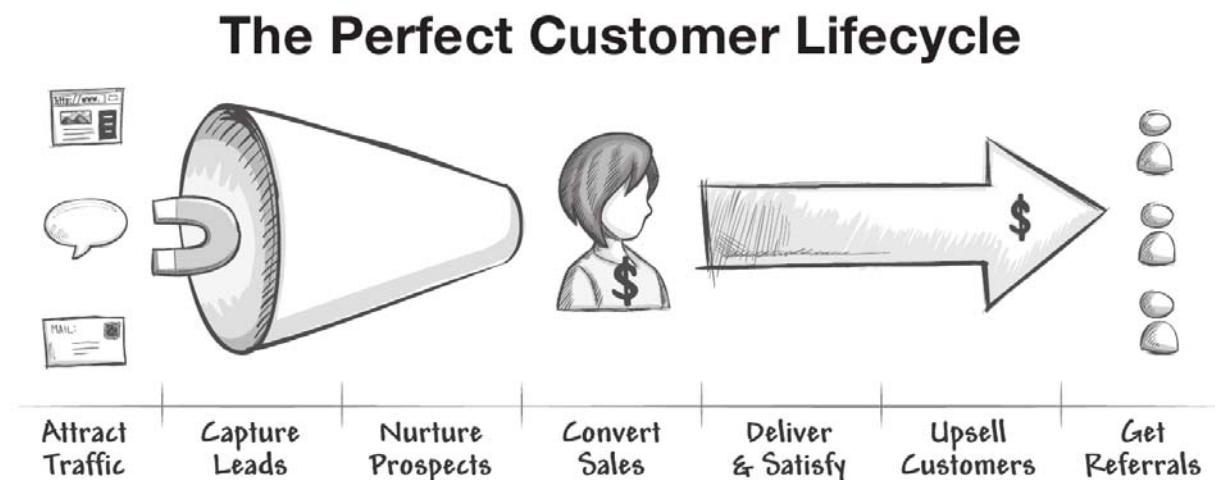 The Perfect Customer Lifecycle
http://www.
MAIL:
$
$
Attract
Traffic
Capture
Leads
Nurture
Prospects
Convert
Sales
Deliver
& Satisfy
Upsell
Customers
Get
Referrals